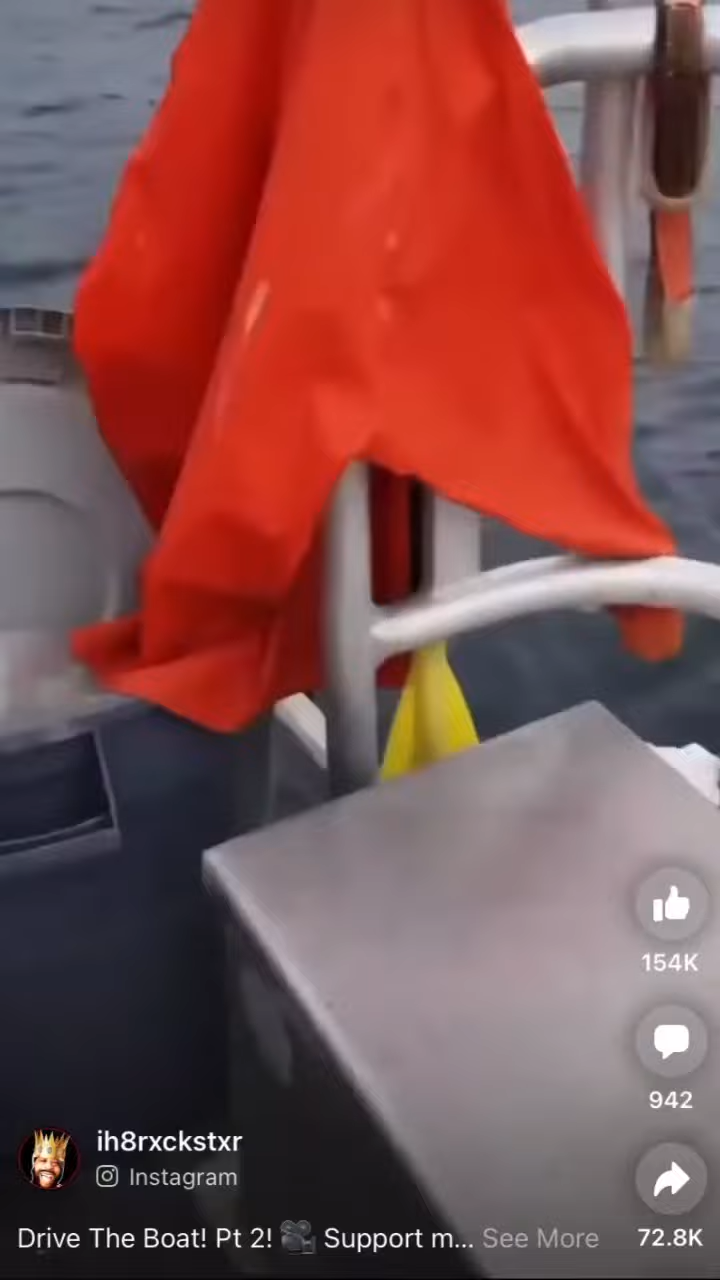 154K
942
ih8rxckstxr
Instagram
Drive The Boat! Pt 2! 🎥 Support m... See More
72.8K